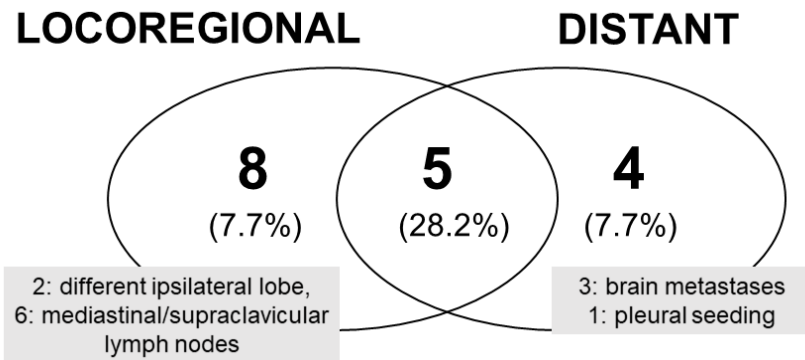 LOCOREGIONAL DISTANT
8 5 4
(7.7%) (28.2%) (7.7%)
2: different ipsilateral lobe,
6: mediastinal/supraclavicular
lymph nodes
3: brain metastases
1: pleural seeding